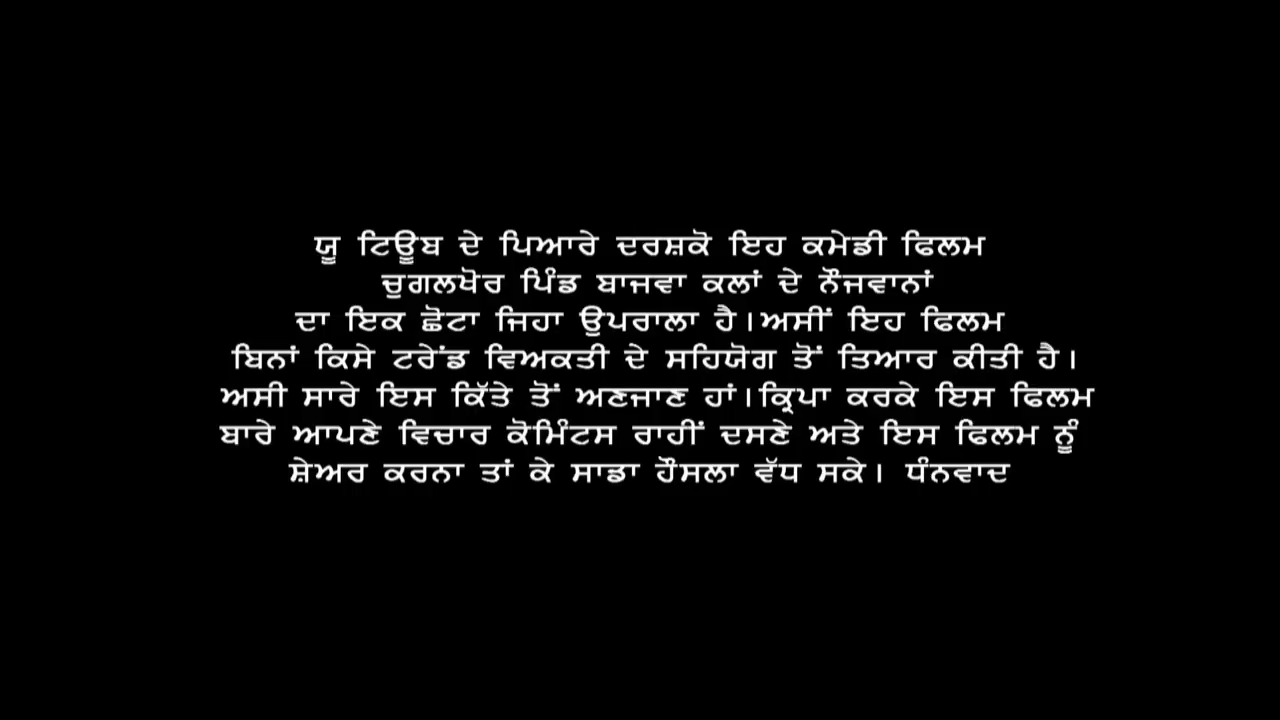 ਯੂ ਟਿਊਬ ਦੇ ਪਿਆਰੇ ਦਰਸ਼ਕੋ ਇਹ ਕਮੇਡੀ ਫਿਲਮ
ਚੁਗਲਖੋਰ ਪਿੰਡ ਬਾਜਵਾ ਕਲਾਂ ਦੇ ਨੌਜਵਾਨਾਂ
ਦਾ ਇਕ ਛੋਟਾ ਜਿਹਾ ਉਪਰਾਲਾ ਹੈ।ਅਸੀਂ ਇਹ ਫਿਲਮ
ਬਿਨਾਂ ਕਿਸੇ ਟਰੇਂਡ ਵਿਅਕਤੀ ਦੇ ਸਹਿਯੋਗ ਤੋਂ ਤਿਆਰ ਕੀਤੀ ਹੈ।
ਅਸੀ ਸਾਰੇ ਇਸ ਕਿੱਤੇ ਤੋਂ ਅਣਜਾਣ ਹਾਂ।ਕ੍ਰਿਪਾ ਕਰਕੇ ਇਸ ਫਿਲਮ
ਬਾਰੇ ਆਪਣੇ ਵਿਚਾਰ ਕੋਮਿੰਟਸ ਰਾਹੀਂ ਦਸਣੇ ਅਤੇ ਇਸ ਫਿਲਮ ਨੂੰ
ਸ਼ੇਅਰ ਕਰਨਾ ਤਾਂ ਕੇ ਸਾਡਾ ਹੌਸਲਾ ਵੱਧ ਸਕੇ। ਧੰਨਵਾਦ